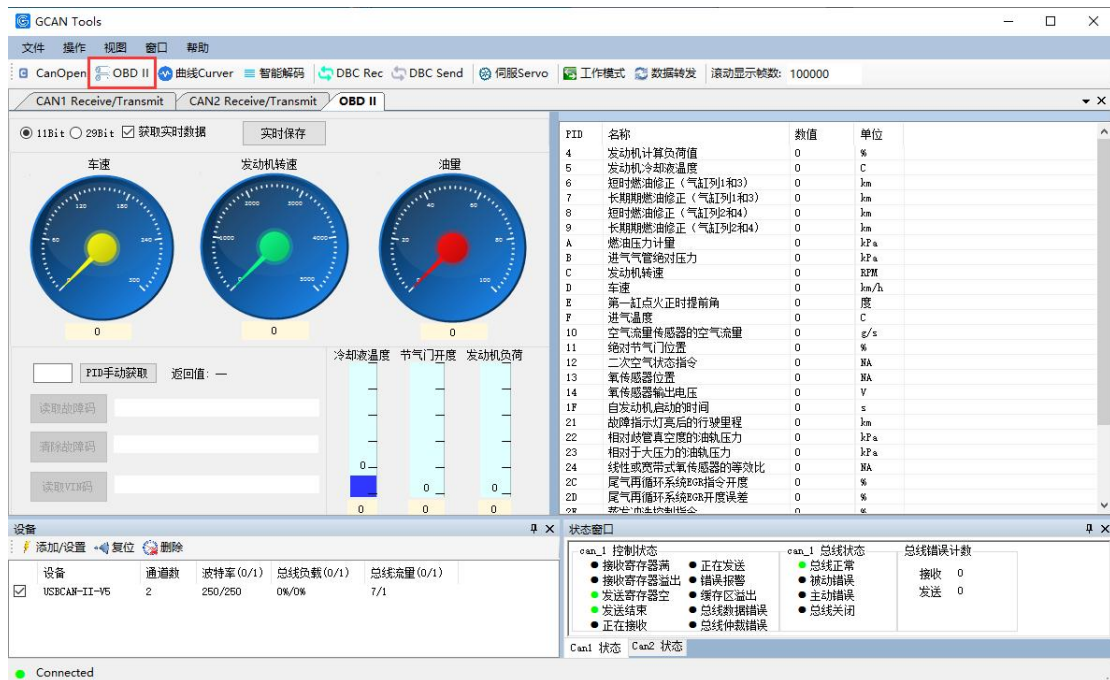 GCAN Tools
文件 操作 视图 窗口 帮助
CanOpen OBD II 曲线Curver 智能解码 DBC Rec DBC Send 伺服Servo 工作模式 数据转发 滚动显示帧数: 100000
CAN1 Receive/Transmit CAN2 Receive/Transmit OBD II
11Bit 29Bit 获取实时数据 实时保存
车速 发动机转速 油量
60 120 180 240 300
0
1000 2000 3000 4000 5000
0
20 40 60 80 100
0
PID手动获取 返回值: —
读取故障码
清除故障码
读取VIN码
冷却液温度 节气门开度 发动机负荷
0 0 0
0 0 0
PID 名称 数值 单位
4 发动机计算负荷值 0 %
5 发动机冷却液温度 0 C
6 短时燃油修正（气缸列1和3） 0 km
7 长期期燃油修正（气缸列1和3） 0 km
8 短时燃油修正（气缸列2和4） 0 km
9 长期期燃油修正（气缸列2和4） 0 km
A 燃油压力计量 0 kPa
B 进气气管绝对压力 0 kPa
C 发动机转速 0 RPM
D 车速 0 km/h
E 第一缸点火正时提前角 0 度
F 进气温度 0 C
10 空气流量传感器的空气流量 0 g/s
11 绝对节气门位置 0 %
12 二次空气状态指令 0 NA
13 氧传感器位置 0 NA
14 氧传感器输出电压 0 V
1F 自发动机启动的时间 0 s
21 故障指示灯亮后的行驶里程 0 km
22 相对歧管真空度的油轨压力 0 kPa
23 相对于大压力的油轨压力 0 kPa
24 线性或宽带式氧传感器的等效比 0 NA
2C 尾气再循环系统EGR指令开度 0 %
2D 尾气再循环系统EGR开度误差 0 %
2E 蒸发冲洗控制指令 0 %
设备
添加/设置 复位 删除
设备 通道数 波特率(0/1) 总线负载(0/1) 总线流量(0/1)
USBCAN-II-V5 2 250/250 0%/0% 7/1
状态窗口
can_1 控制状态
接收寄存器满 正在发送
接收寄存器溢出 错误报警
发送寄存器空 缓存区溢出
发送结束 总线数据错误
正在接收 总线仲裁错误
can_1 总线状态
总线正常
被动错误
主动错误
总线关闭
总线错误计数
接收 0
发送 0
Can1 状态 Can2 状态
Connected